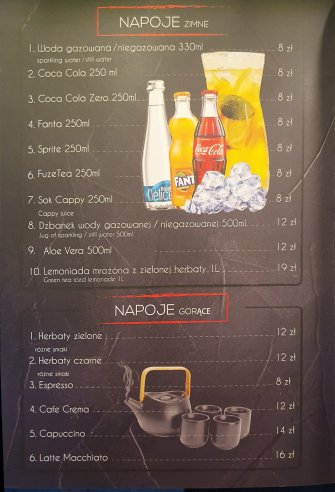 NAPOJE ZIMNE
1. Woda gazowana /niegazowana 330ml 8 zł
sparkling water / still water
2. Coca Cola 250 ml 8 zł
3. Coca Cola Zero 250ml 8 zł
4. Fanta 250ml 8 zł
5. Sprite 250ml 8 zł
6. FuzeTea 250ml 8 zł
7. Sok Cappy 250ml 8 zł
Cappy juice
8. Dzbanek wody gazowanej / niegazowanej 500ml 12 zł
Jug of sparkling / still water 500ml
9. Aloe Vera 500ml 12 zł
10. Lemoniada mrożona z zielonej herbaty 1L 19 zł
Green tea iced lemonade 1L
FANTA
Coca-Cola
NAPOJE GORĄCE
1. Herbaty zielone 12 zł
różne smaki
2. Herbaty czarne 12 zł
różne smaki
3. Espresso 8 zł
4. Cafe Crema 12 zł
5. Capuccino 14 zł
6. Latte Macchiato 16 zł